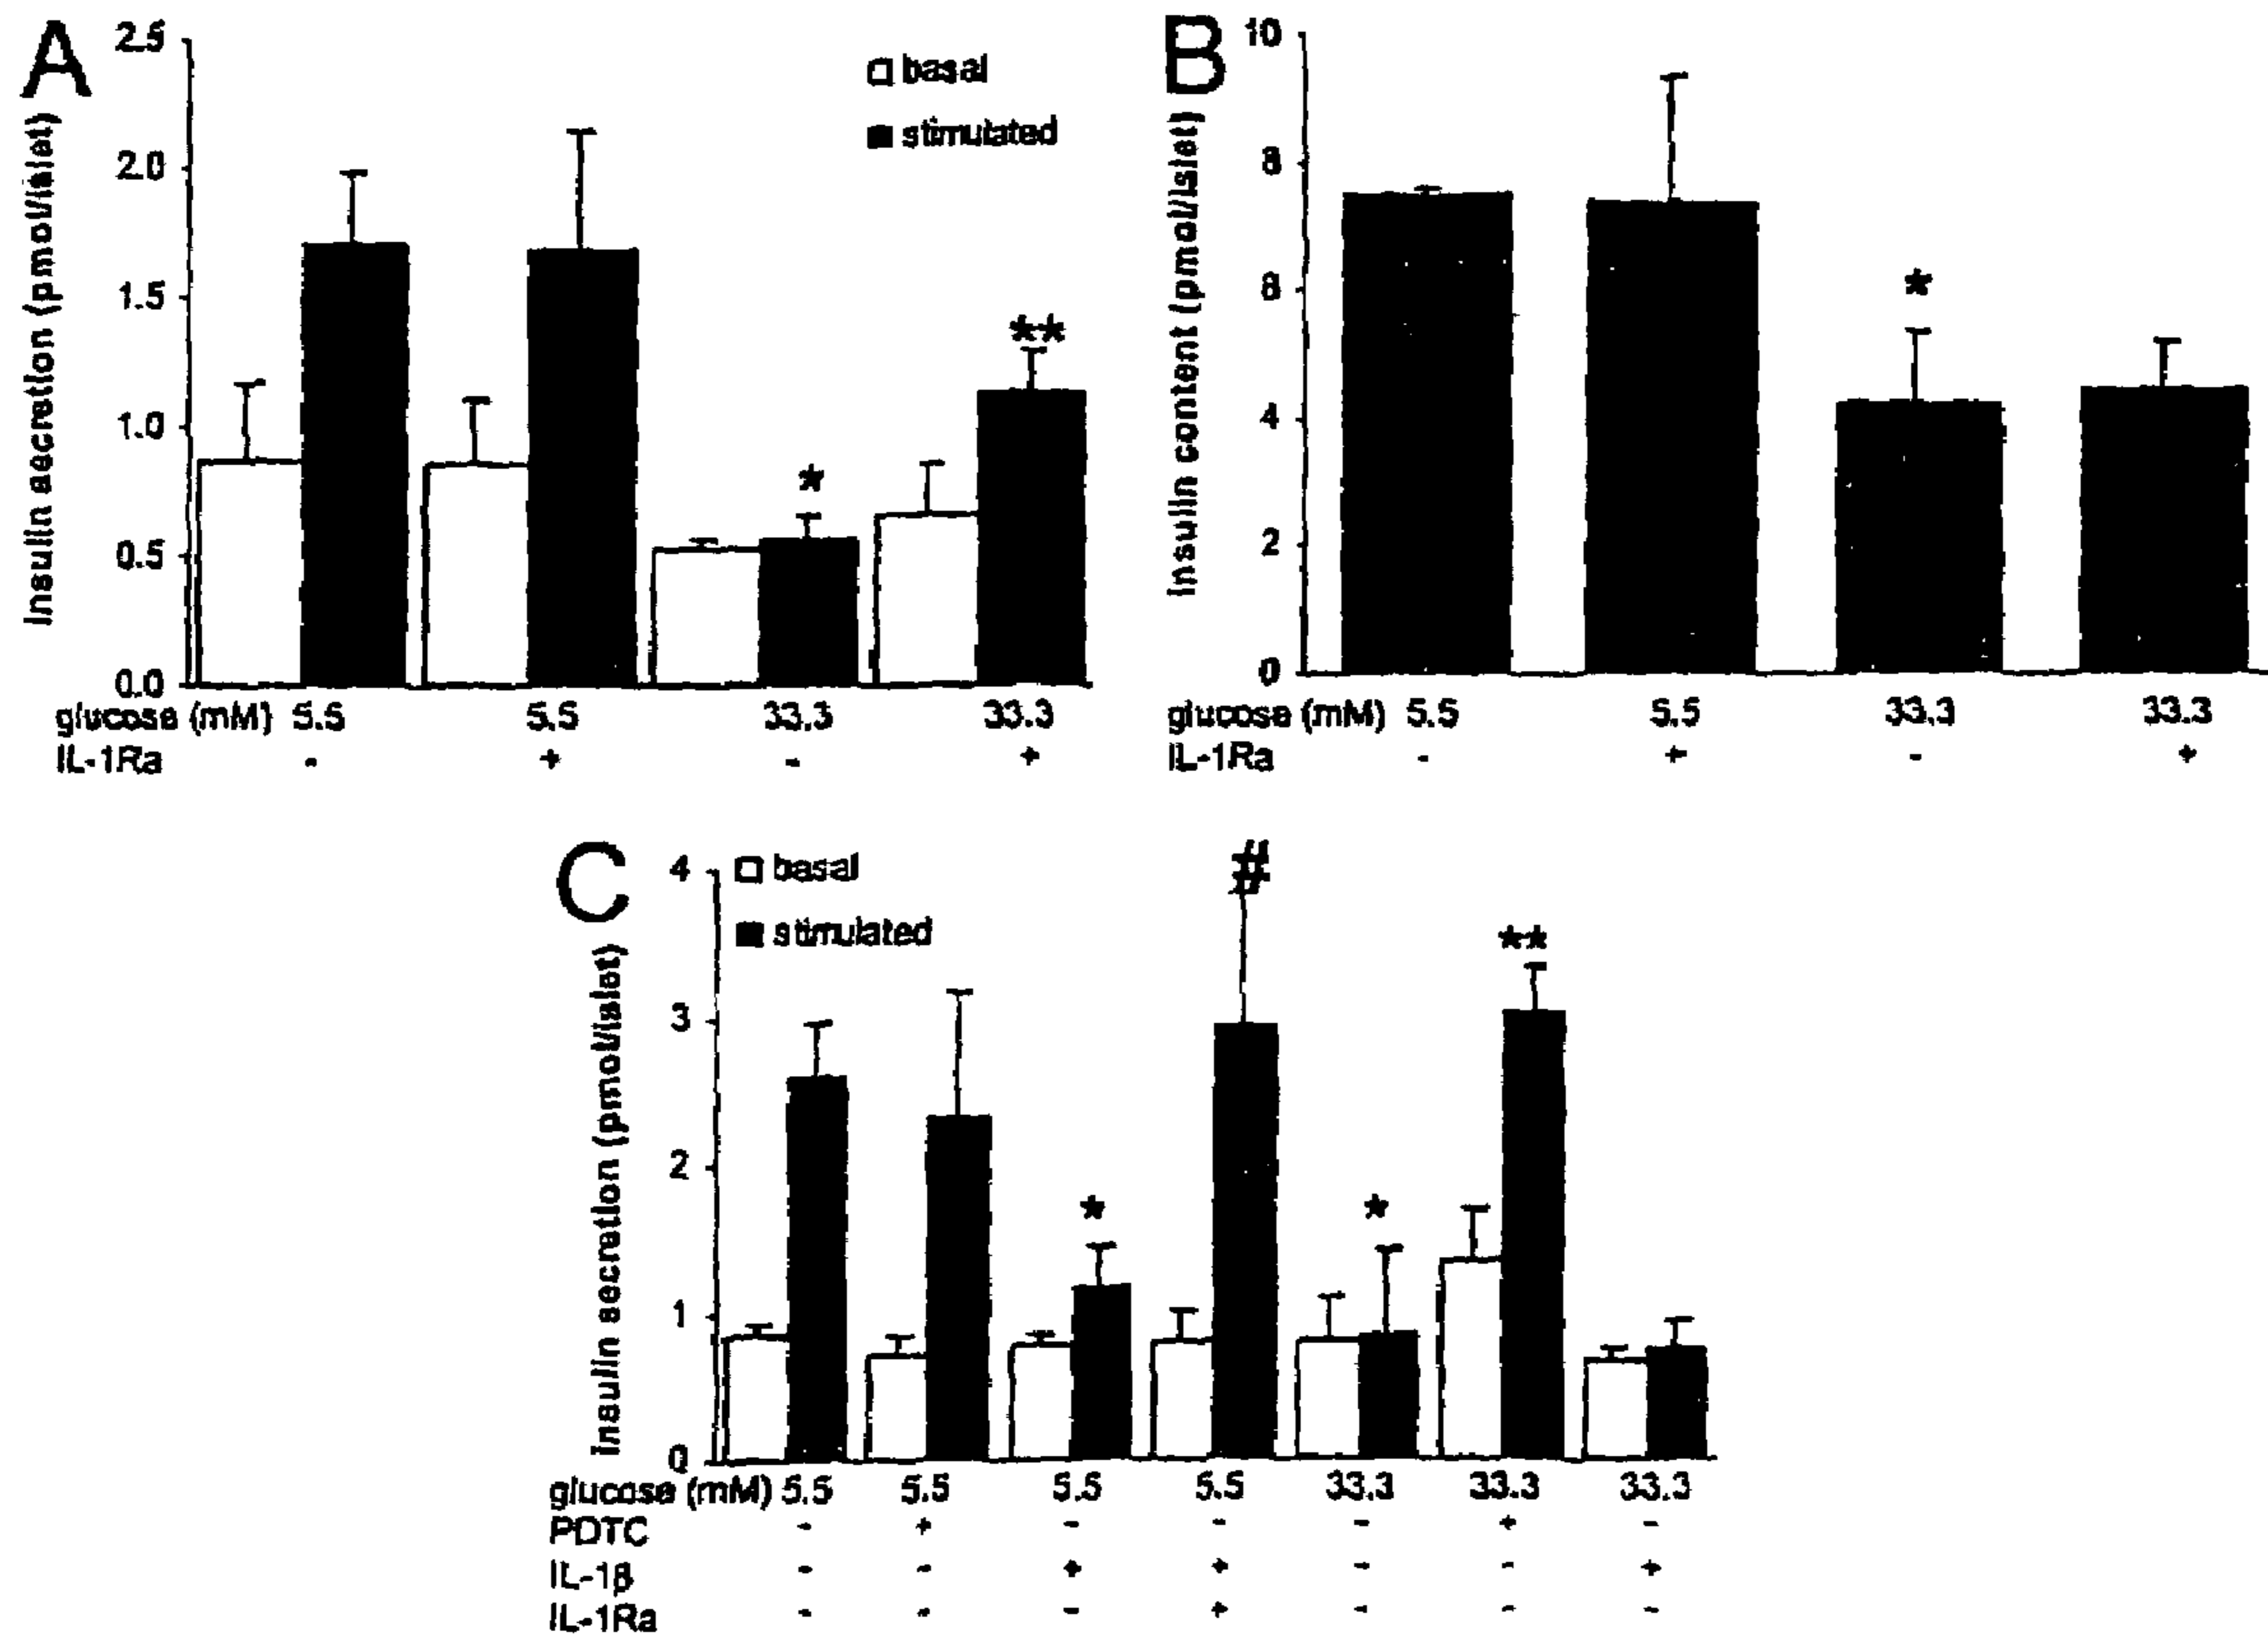 A
2.5
2.0
1.5
1.0
0.5
0.0
Insulin secretion (pmol/islet)
basal
stimulated
**
*
glucose (mM) 5.5 5.5 33.3 33.3
IL-1Ra - + - +
B
10
8
6
4
2
0
Insulin content (pmol/islet)
*
glucose (mM) 5.5 5.5 33.3 33.3
IL-1Ra - + - +
C
4
3
2
1
0
Insulin secretion (pmol/islet)
basal
stimulated
#
**
* *
glucose (mM) 5.5 5.5 5.5 5.5 33.3 33.3 33.3
PDTC - + - - - + -
IL-1β - - + + - - +
IL-1Ra - - - + - - -